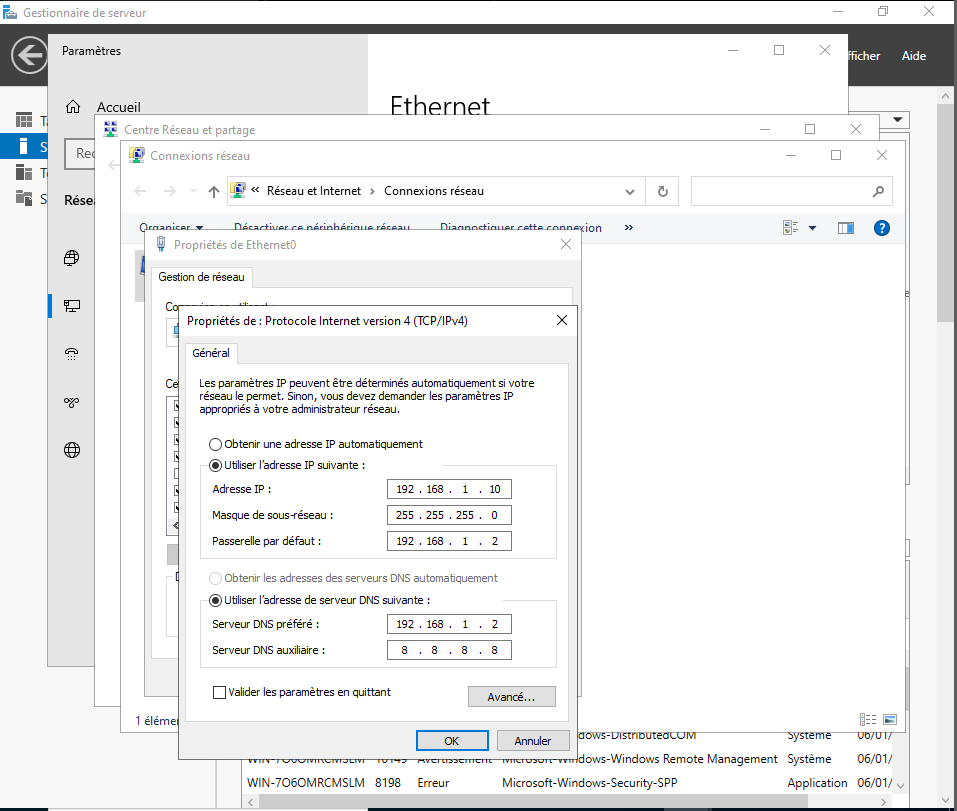 Gestionnaire de serveur
Paramètres
fficher Aide
Accueil
Ethernet
Centre Réseau et partage
Connexions réseau
Rec
Résea
« Réseau et Internet › Connexions réseau
Organiser Désactiver ce périphérique réseau Diagnostiquer cette connexion »
Propriétés de Ethernet0
Gestion de réseau
Propriétés de : Protocole Internet version 4 (TCP/IPv4)
Général
Les paramètres IP peuvent être déterminés automatiquement si votre
réseau le permet. Sinon, vous devez demander les paramètres IP
appropriés à votre administrateur réseau.
Obtenir une adresse IP automatiquement
Utiliser l'adresse IP suivante :
Adresse IP : 192 . 168 . 1 . 10
Masque de sous-réseau : 255 . 255 . 255 . 0
Passerelle par défaut : 192 . 168 . 1 . 2
Obtenir les adresses des serveurs DNS automatiquement
Utiliser l'adresse de serveur DNS suivante :
Serveur DNS préféré : 192 . 168 . 1 . 2
Serveur DNS auxiliaire : 8 . 8 . 8 . 8
Valider les paramètres en quittant
Avancé...
OK Annuler
1 élémer
dows-DistributedCOM Système 06/01/
WIN-7O6OMRCMSLM 10149 Avertissement Microsoft-Windows-Windows Remote Management Système 06/01/
WIN-7O6OMRCMSLM 8198 Erreur Microsoft-Windows-Security-SPP Application 06/01/